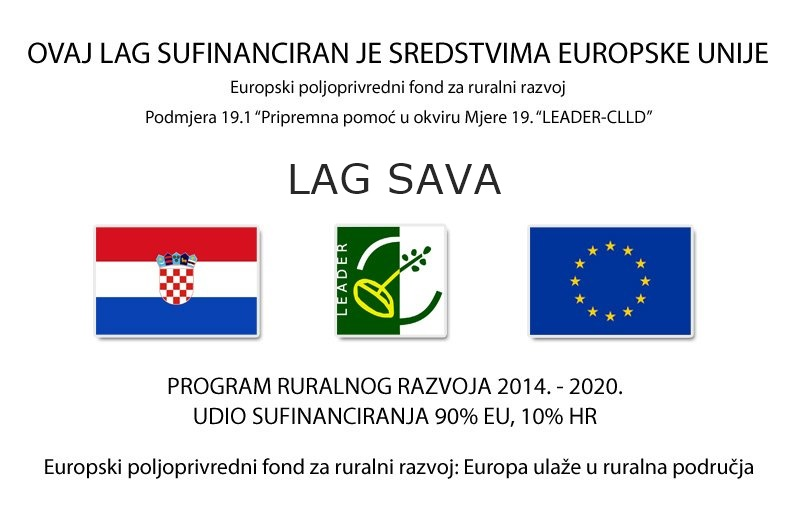 OVAJ LAG SUFINANCIRAN JE SREDSTVIMA EUROPSKE UNIJE
Europski poljoprivredni fond za ruralni razvoj
Podmjera 19.1 “Pripremna pomoć u okviru Mjere 19. “LEADER-CLLD”
LAG SAVA
LEADER
PROGRAM RURALNOG RAZVOJA 2014. - 2020.
UDIO SUFINANCIRANJA 90% EU, 10% HR
Europski poljoprivredni fond za ruralni razvoj: Europa ulaže u ruralna područja